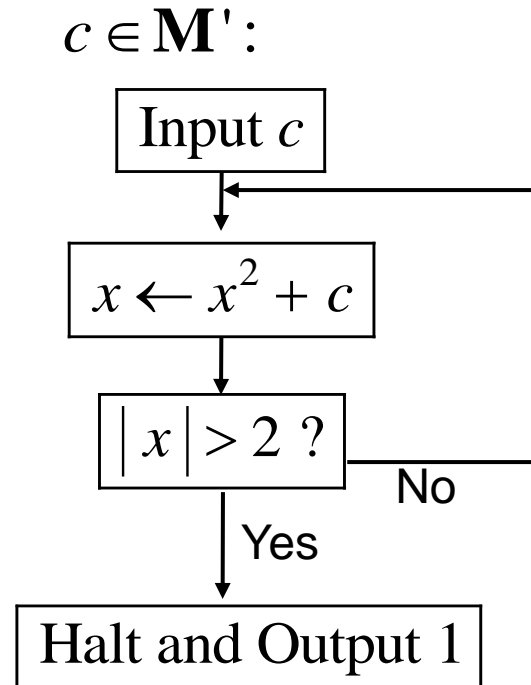 c ∈ M':
Input c
x ← x² + c
|x| > 2 ?
No
Yes
Halt and Output 1